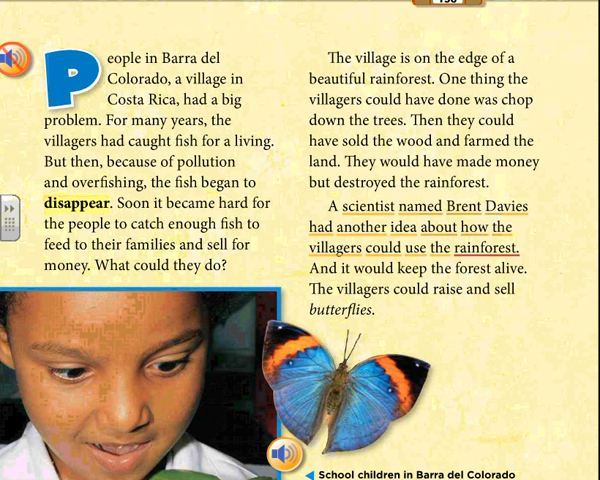 People in Barra del
Colorado, a village in
Costa Rica, had a big
problem. For many years, the
villagers had caught fish for a living.
But then, because of pollution
and overfishing, the fish began to
disappear. Soon it became hard for
the people to catch enough fish to
feed to their families and sell for
money. What could they do?
The village is on the edge of a
beautiful rainforest. One thing the
villagers could have done was chop
down the trees. Then they could
have sold the wood and farmed the
land. They would have made money
but destroyed the rainforest.
A scientist named Brent Davies
had another idea about how the
villagers could use the rainforest.
And it would keep the forest alive.
The villagers could raise and sell
butterflies.
School children in Barra del Colorado